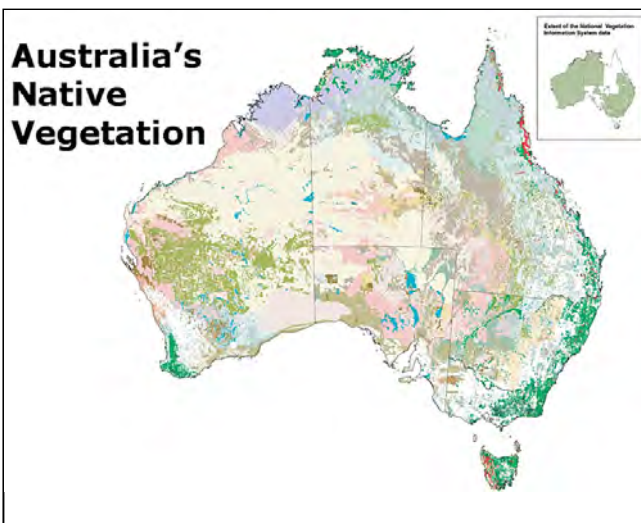 Australia's
Native
Vegetation
Extent of the National Vegetation
Information System data